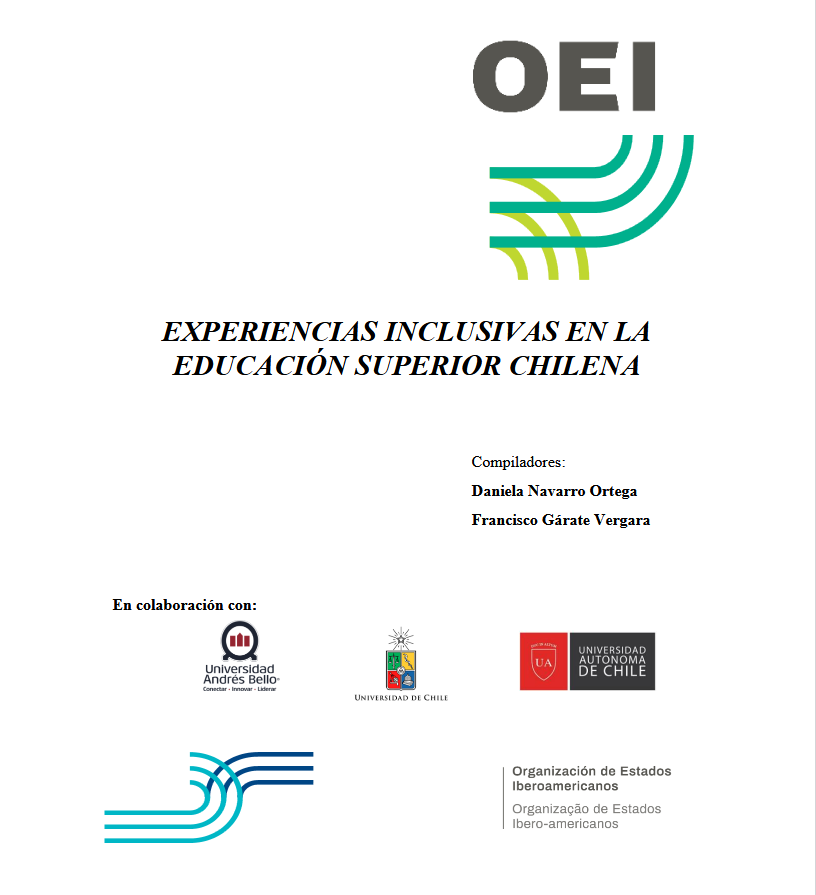 OEI
EXPERIENCIAS INCLUSIVAS EN LA
EDUCACIÓN SUPERIOR CHILENA
Compiladores:
Daniela Navarro Ortega
Francisco Gárate Vergara
En colaboración con:
Universidad
Andrés Bello
Conectar - Innovar - Liderar
UNIVERSIDAD DE CHILE
UA
UNIVERSIDAD
AUTONOMA
DE CHILE
Organización de Estados
Iberoamericanos
Organização de Estados
Ibero-americanos